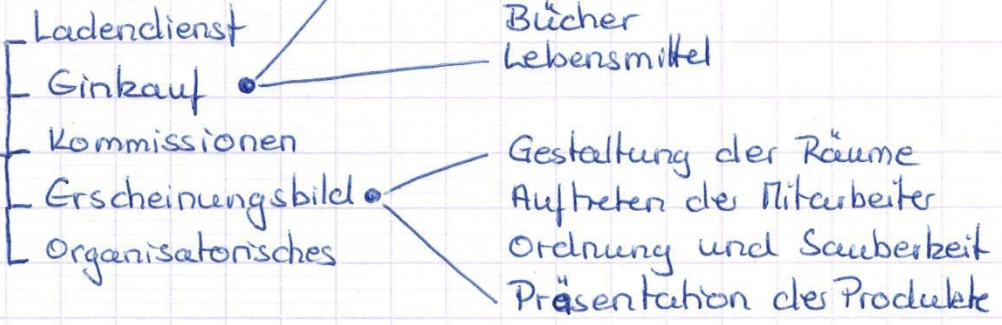 Ladendienst
Einkauf
Kommissionen
Erscheinungsbild
Organisatorisches
Bücher
Lebensmittel
Gestaltung der Räume
Auftreten der Mitarbeiter
Ordnung und Sauberkeit
Präsentation der Produkte